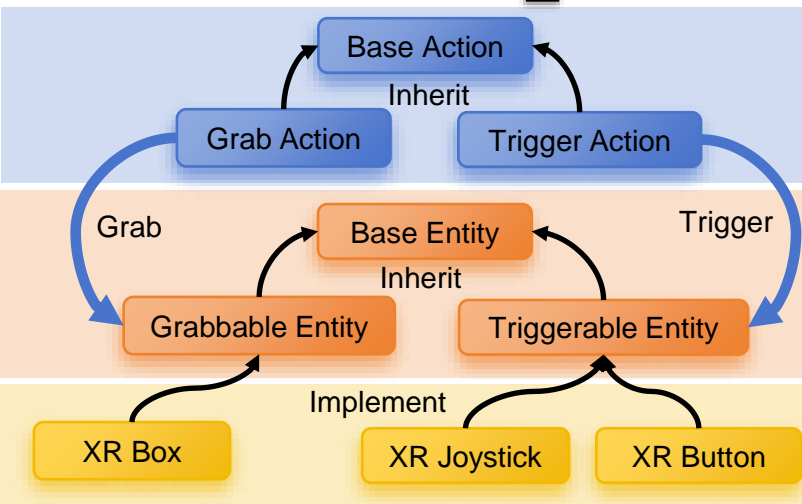 Base Action
Inherit
Grab Action
Trigger Action
Grab
Trigger
Base Entity
Inherit
Grabbable Entity
Triggerable Entity
Implement
XR Box
XR Joystick
XR Button